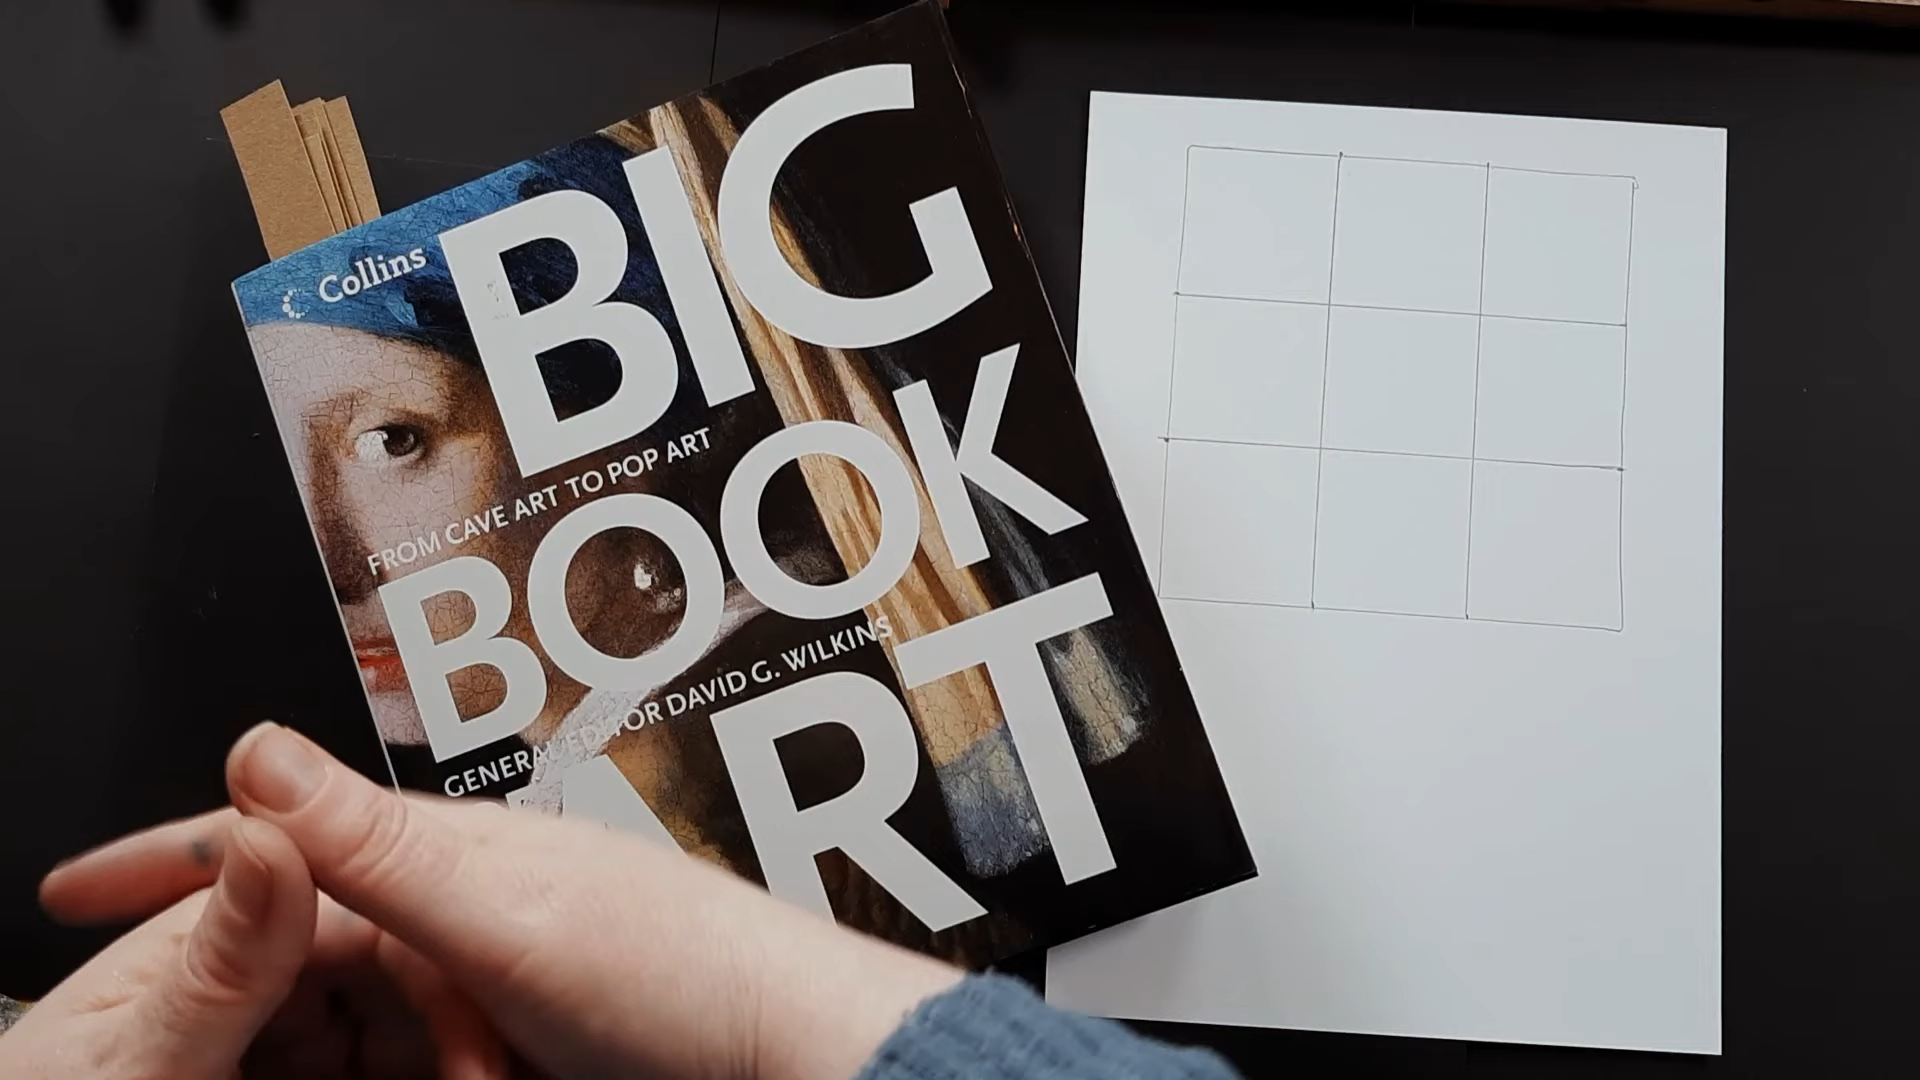 Collins
BIG
FROM CAVE ART TO POP ART
BOOK
GENERAL EDITOR DAVID G. WILKINS
ART